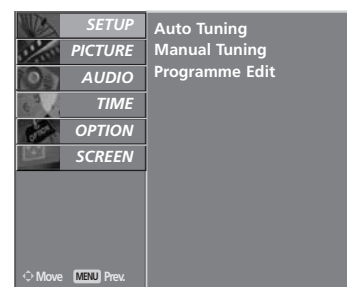 SETUP
PICTURE
AUDIO
TIME
OPTION
SCREEN
Auto Tuning
Manual Tuning
Programme Edit
Move MENU Prev.